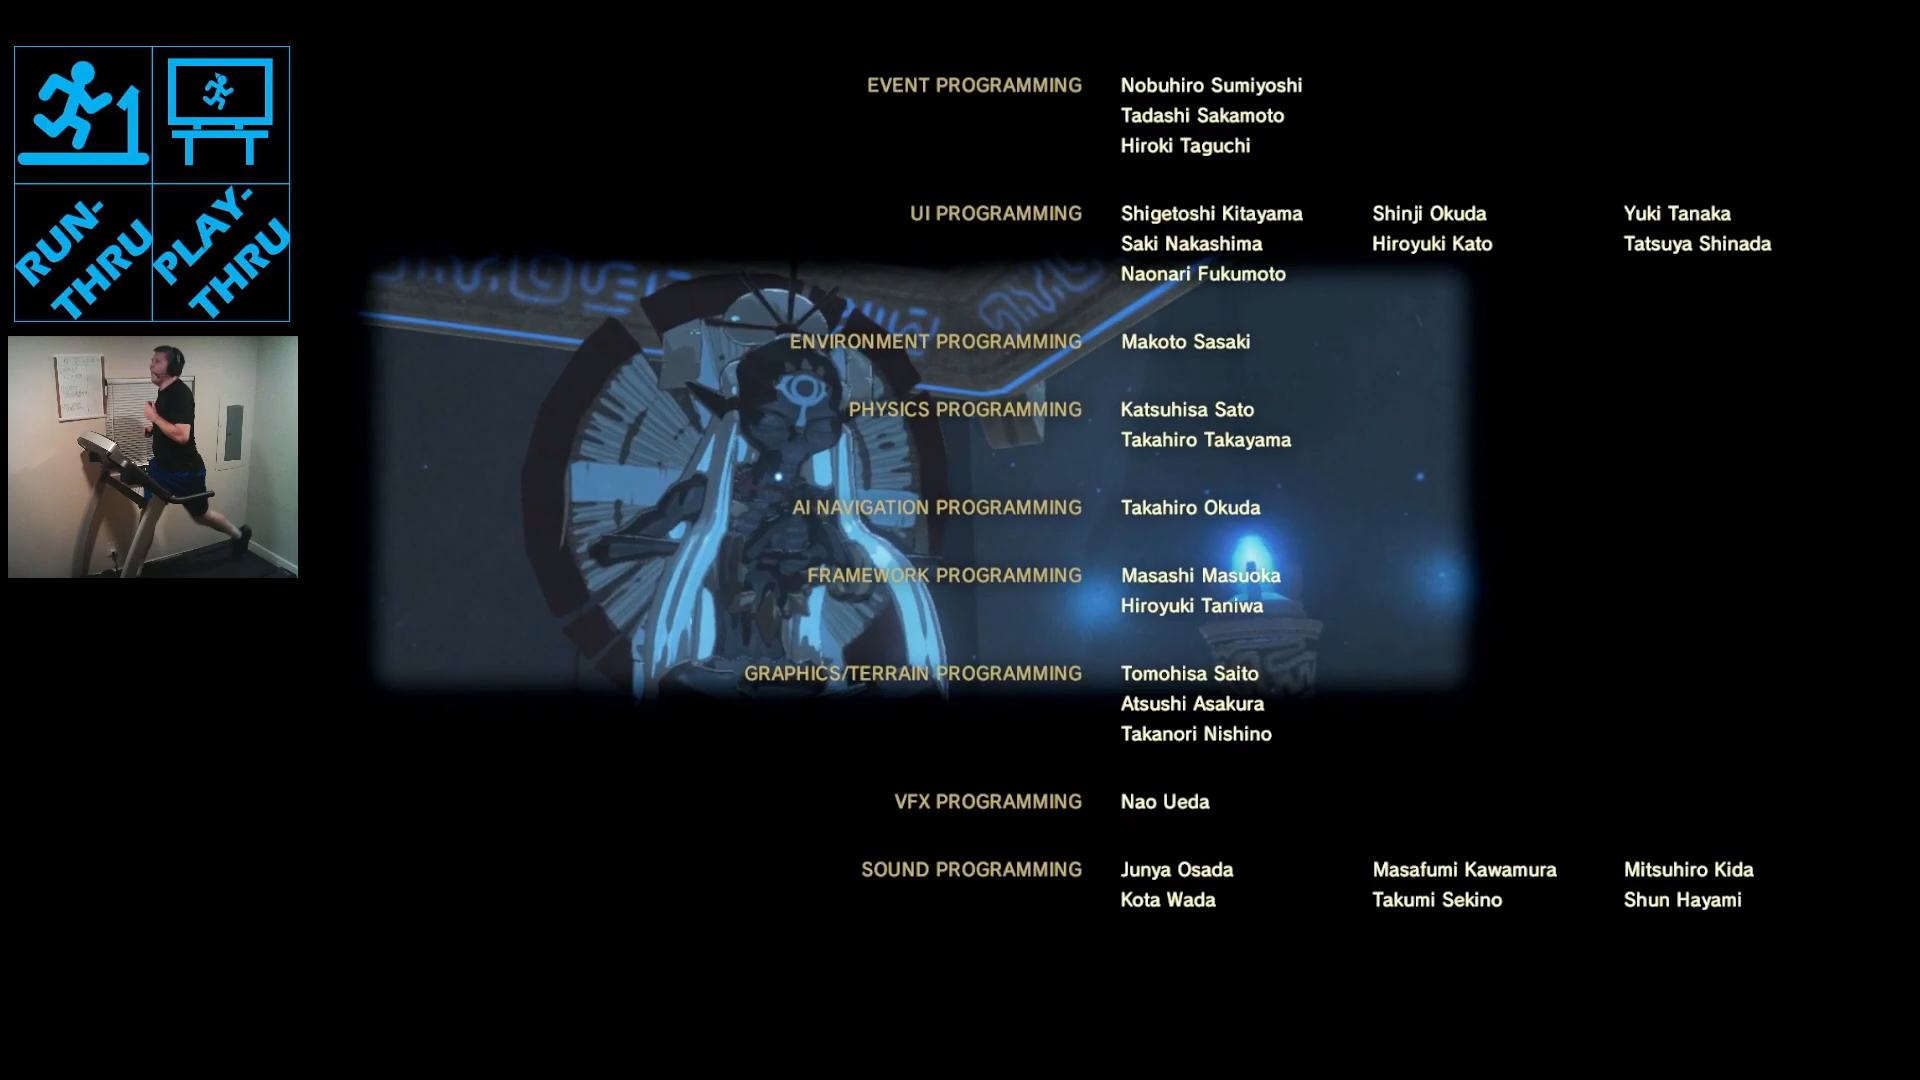 RUN-
THRU
PLAY-
THRU
EVENT PROGRAMMING Nobuhiro Sumiyoshi
Tadashi Sakamoto
Hiroki Taguchi
UI PROGRAMMING Shigetoshi Kitayama Shinji Okuda Yuki Tanaka
Saki Nakashima Hiroyuki Kato Tatsuya Shinada
Naonari Fukumoto
ENVIRONMENT PROGRAMMING Makoto Sasaki
PHYSICS PROGRAMMING Katsuhisa Sato
Takahiro Takayama
AI NAVIGATION PROGRAMMING Takahiro Okuda
FRAMEWORK PROGRAMMING Masashi Masuoka
Hiroyuki Taniwa
GRAPHICS/TERRAIN PROGRAMMING Tomohisa Saito
Atsushi Asakura
Takanori Nishino
VFX PROGRAMMING Nao Ueda
SOUND PROGRAMMING Junya Osada Masafumi Kawamura Mitsuhiro Kida
Kota Wada Takumi Sekino Shun Hayami